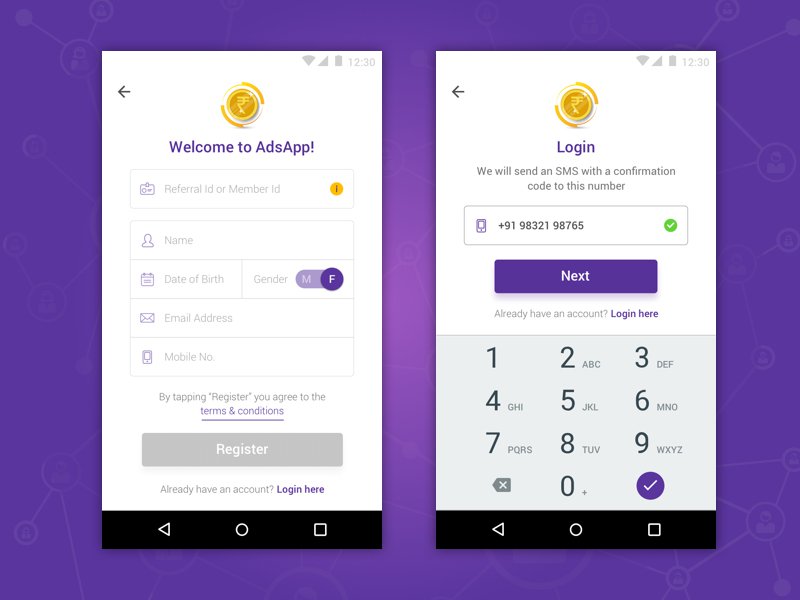 12:30
Welcome to AdsApp!
Referral Id or Member Id
i
Name
Date of Birth
Gender
M
F
Email Address
Mobile No.
By tapping "Register" you agree to the
terms & conditions
Register
Already have an account? Login here
12:30
Login
We will send an SMS with a confirmation
code to this number
+91 98321 98765
Next
Already have an account? Login here
1 2 ABC 3 DEF
4 GHI 5 JKL 6 MNO
7 PQRS 8 TUV 9 WXYZ
0 +